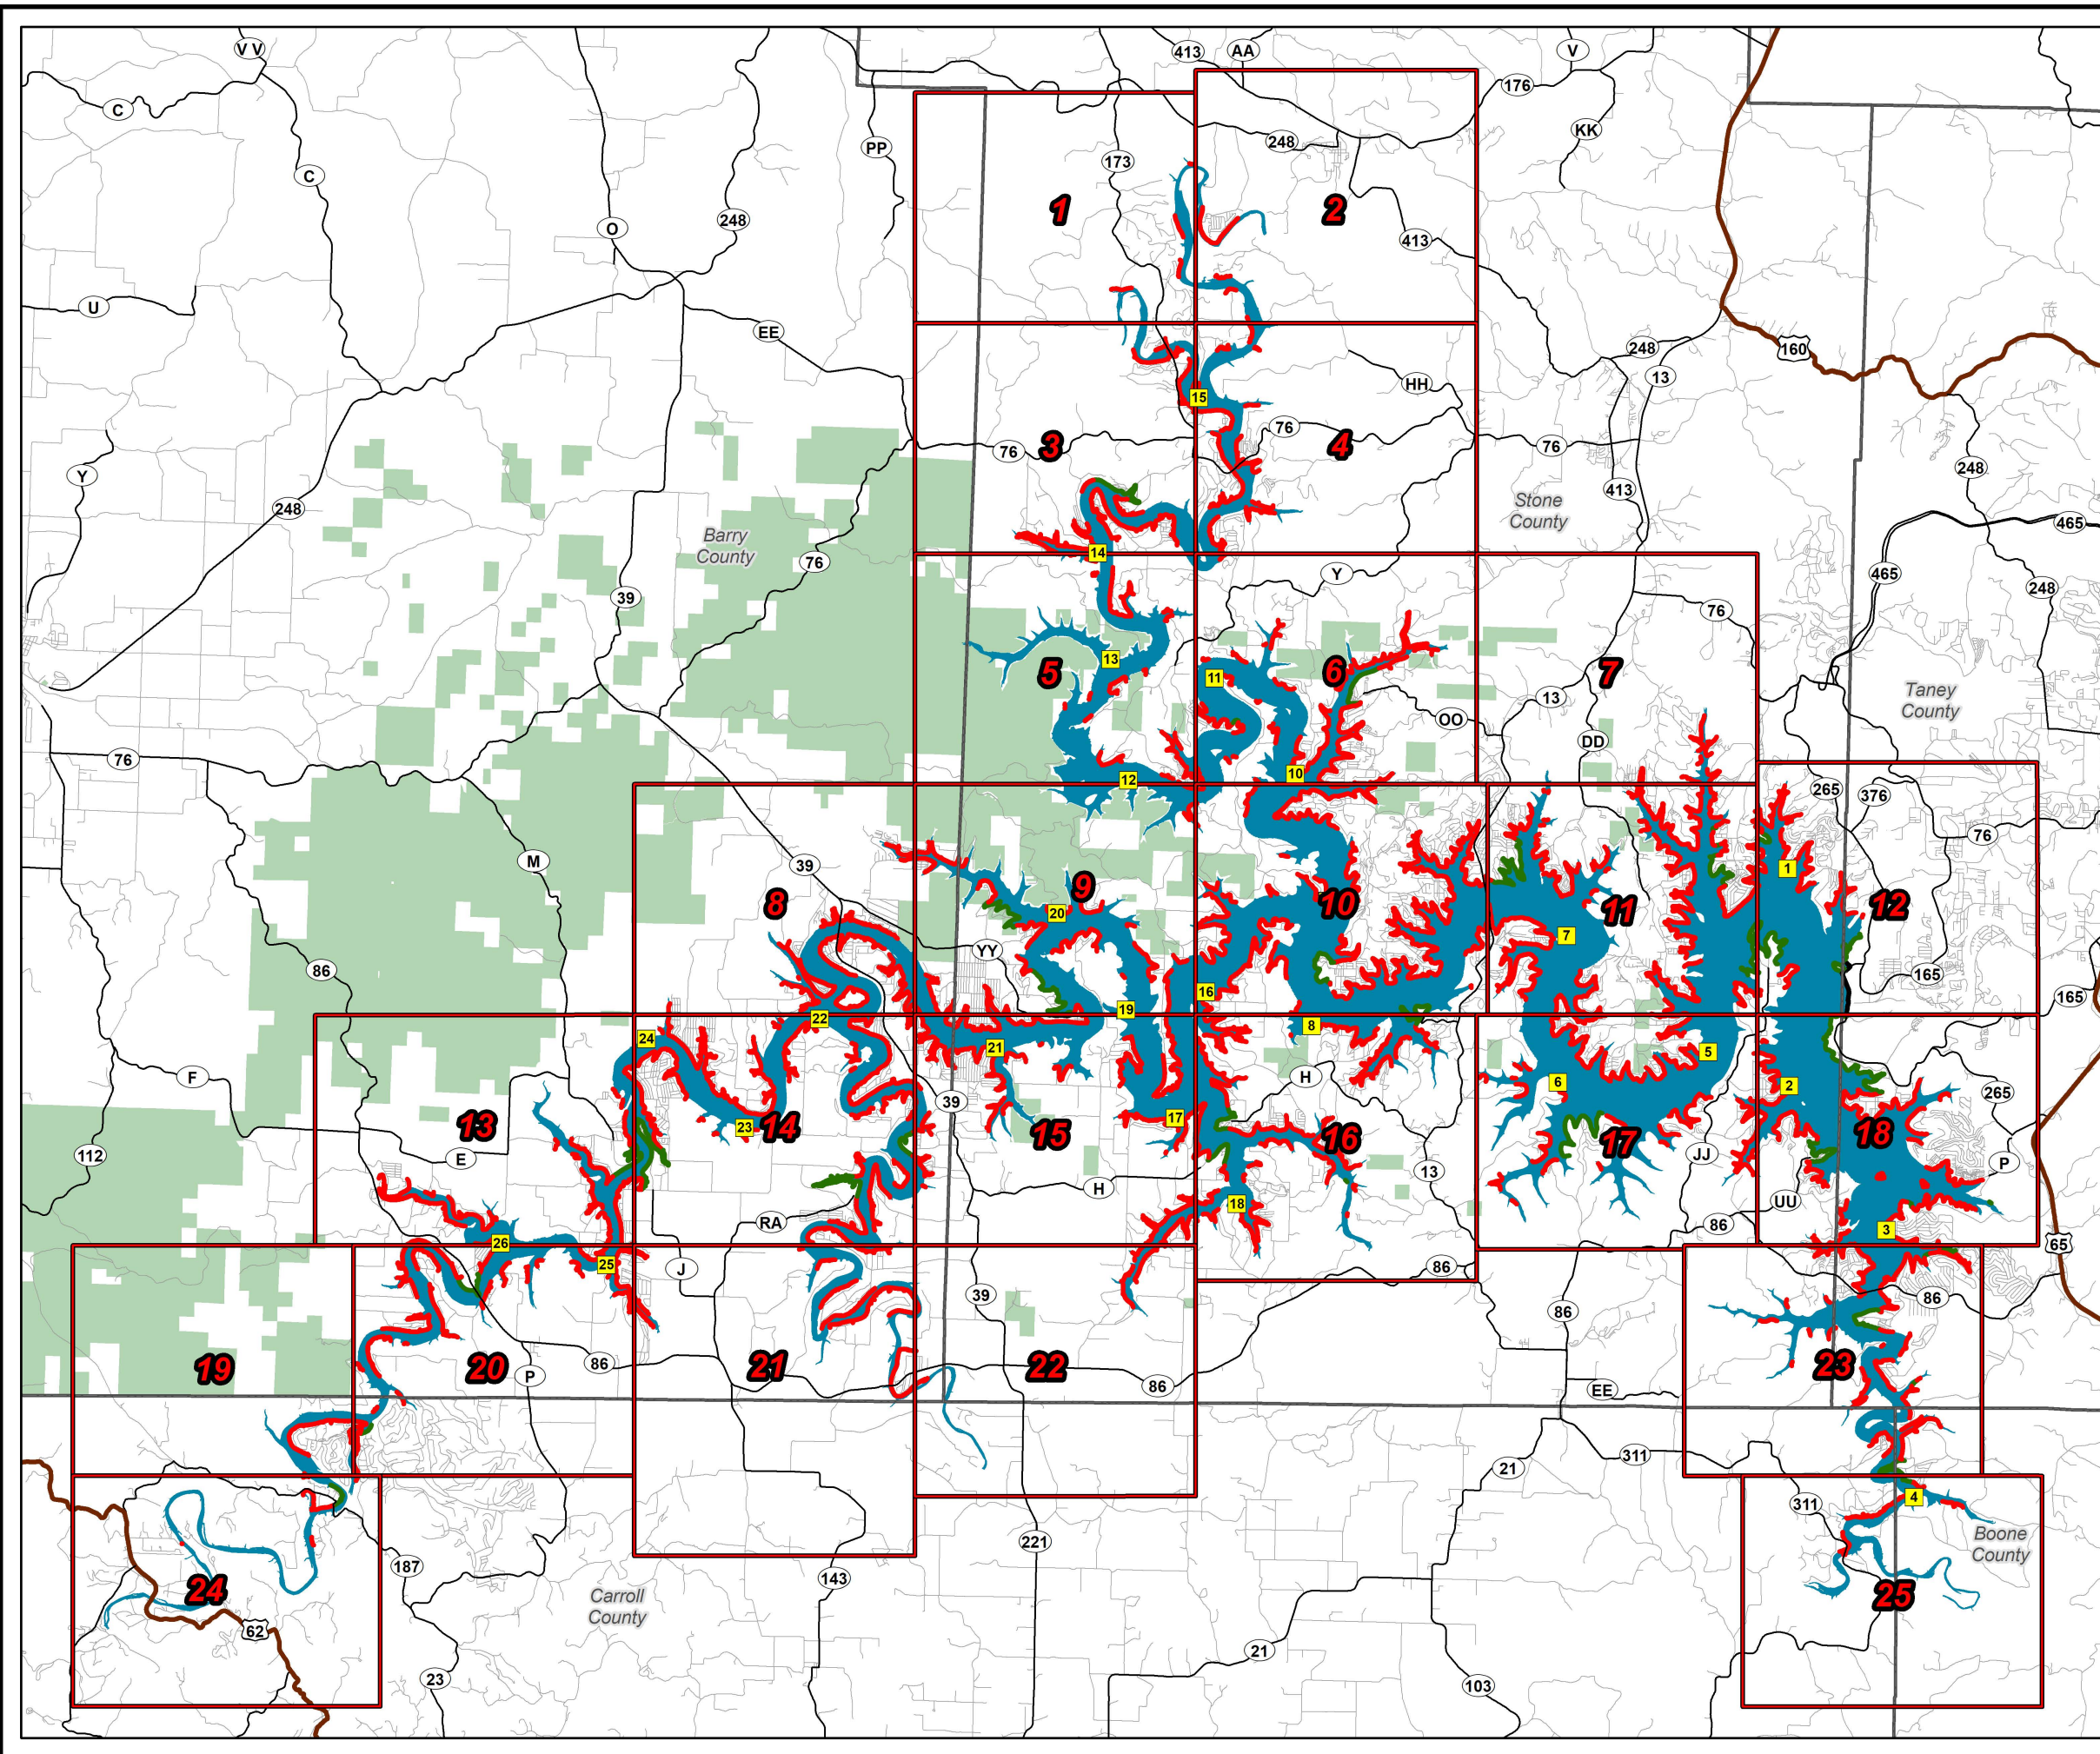 V V
413
AA
V
C
176
KK
PP
248
173
C
1
2
248
O
413
U
EE
248
160
13
HH
15
76
3
76
4
76
Y
248
248
413
Stone
County
465
Barry
County
14
76
Y
465
248
39
76
13
5
11
6
7
Taney
County
13
OO
DD
76
12
10
265
376
76
M
39
1
8
9
10
11
12
20
7
YY
86
165
16
165
19
22
8
24
21
5
F
H
6
2
265
39
13
23
14
15
17
16
17
18
112
E
JJ
P
13
H
RA
18
UU
86
3
26
65
25
J
86
39
86
86
19
20
86
21
22
23
P
86
EE
311
21
4
311
221
Boone
County
187
143
24
Carroll
County
25
62
21
23
103